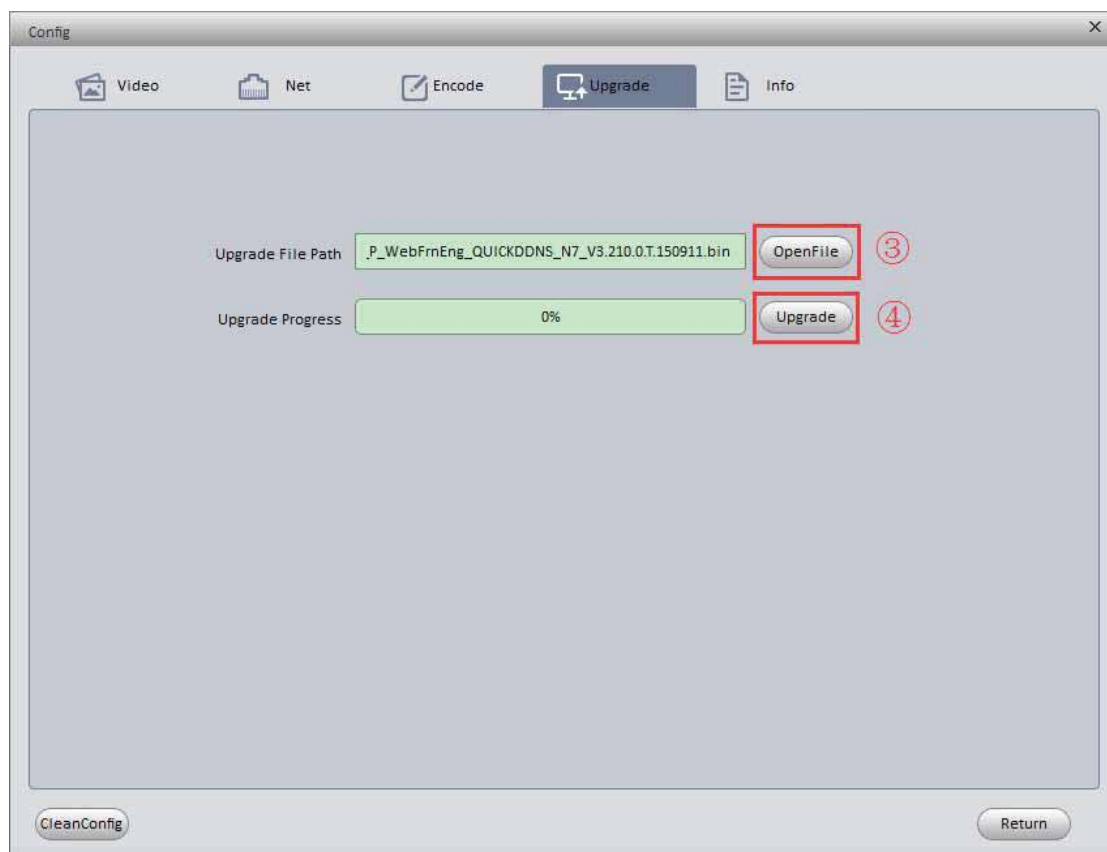 Config
Video Net Encode Upgrade Info
Upgrade File Path P_WebFrnEng_QUICKDDNS_N7_V3.210.0.T.150911.bin OpenFile ③
Upgrade Progress 0% Upgrade ④
CleanConfig Return